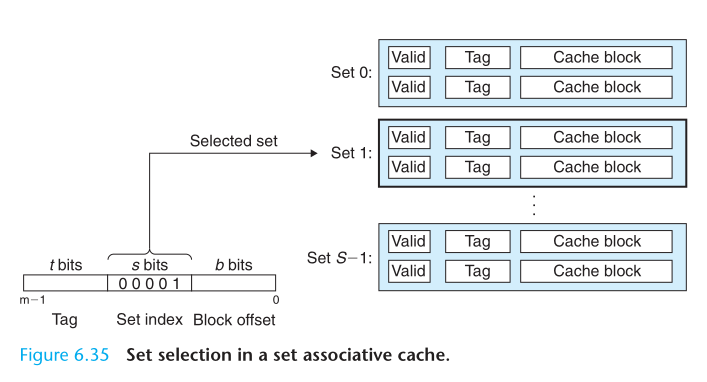 Set 0:
Valid Tag Cache block
Valid Tag Cache block
Selected set
Set 1:
Valid Tag Cache block
Valid Tag Cache block
Set S−1:
Valid Tag Cache block
Valid Tag Cache block
t bits s bits b bits
0 0 0 0 1
m−1 0
Tag Set index Block offset
Figure 6.35 Set selection in a set associative cache.